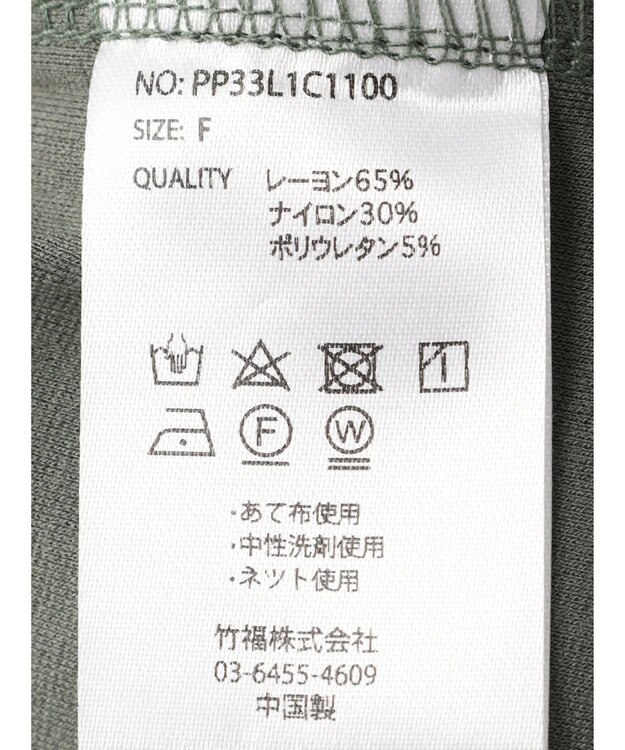 NO: PP33L1C1100
SIZE: F
QUALITY レーヨン65%
ナイロン30%
ポリウレタン5%
F W
・あて布使用
・中性洗剤使用
・ネット使用
竹福株式会社
03-6455-4609
中国製